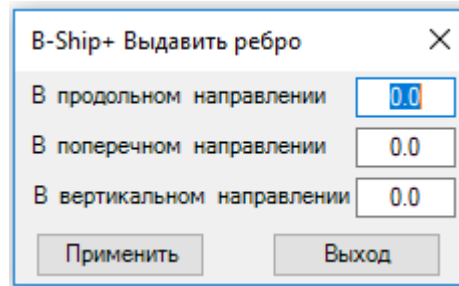 B-Ship+ Выдавить ребро
В продольном направлении 0.0
В поперечном направлении 0.0
В вертикальном направлении 0.0
Применить Выход